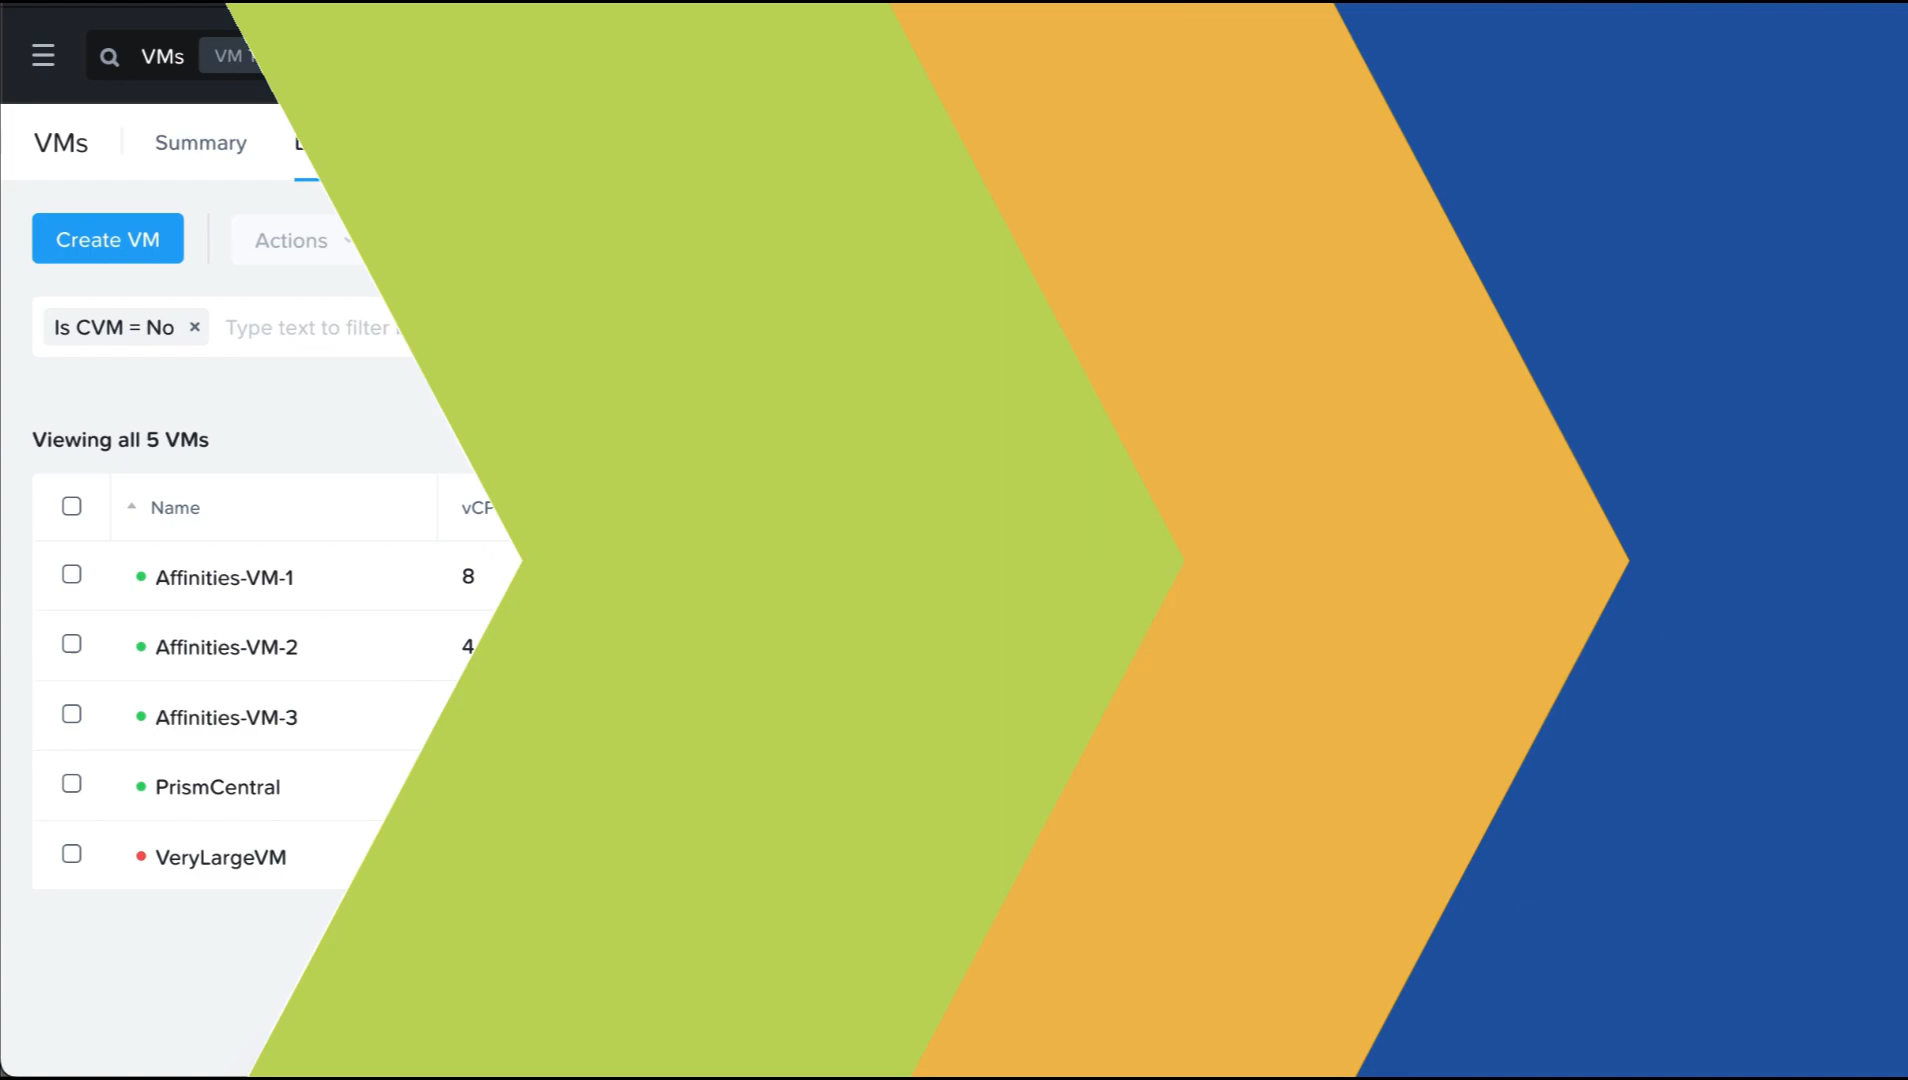 VMs VM
VMs Summary
Create VM Actions
Is CVM = No × Type text to filter
Viewing all 5 VMs
Name
Affinities-VM-1 8
Affinities-VM-2 4
Affinities-VM-3
PrismCentral
VeryLargeVM